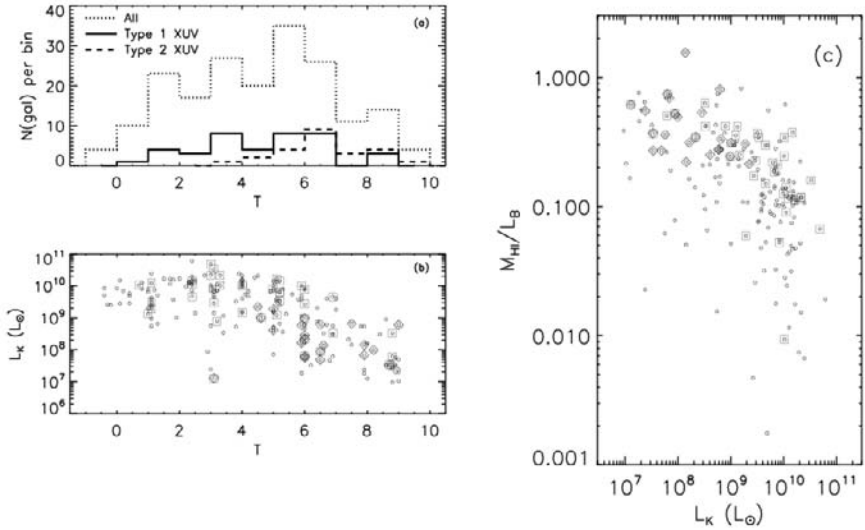 All
Type 1 XUV
Type 2 XUV
(a)
N(gal) per bin
40
30
20
10
0
0 2 4 6 8 10
T
(b)
L_K (L_⊙)
10^11
10^10
10^9
10^8
10^7
10^6
0 2 4 6 8 10
T
(c)
M_HI/L_B
1.000
0.100
0.010
0.001
10^7 10^8 10^9 10^10 10^11
L_K (L_⊙)